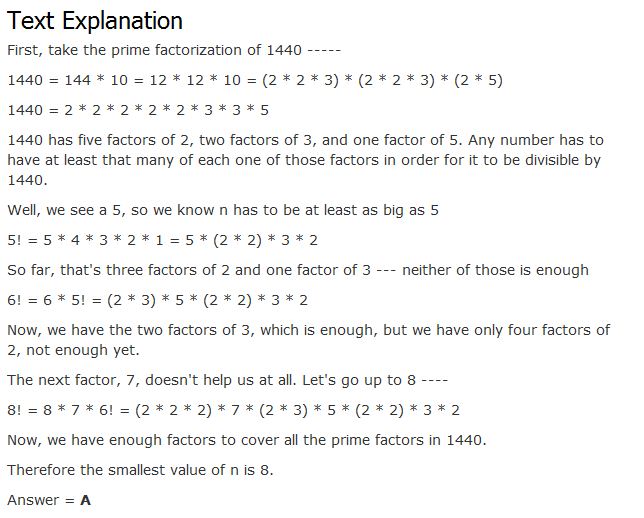 Text Explanation
First, take the prime factorization of 1440 -----
1440 = 144 * 10 = 12 * 12 * 10 = (2 * 2 * 3) * (2 * 2 * 3) * (2 * 5)
1440 = 2 * 2 * 2 * 2 * 2 * 3 * 3 * 5
1440 has five factors of 2, two factors of 3, and one factor of 5. Any number has to
have at least that many of each one of those factors in order for it to be divisible by
1440.
Well, we see a 5, so we know n has to be at least as big as 5
5! = 5 * 4 * 3 * 2 * 1 = 5 * (2 * 2) * 3 * 2
So far, that's three factors of 2 and one factor of 3 --- neither of those is enough
6! = 6 * 5! = (2 * 3) * 5 * (2 * 2) * 3 * 2
Now, we have the two factors of 3, which is enough, but we have only four factors of
2, not enough yet.
The next factor, 7, doesn't help us at all. Let's go up to 8 ----
8! = 8 * 7 * 6! = (2 * 2 * 2) * 7 * (2 * 3) * 5 * (2 * 2) * 3 * 2
Now, we have enough factors to cover all the prime factors in 1440.
Therefore the smallest value of n is 8.
Answer = A